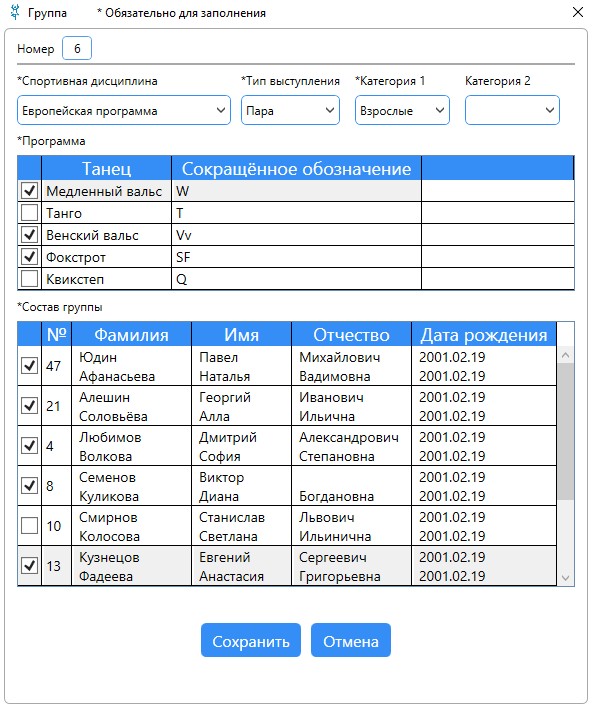 Группа * Обязательно для заполнения
Номер 6
*Спортивная дисциплина *Тип выступления *Категория 1 Категория 2
Европейская программа Пара Взрослые
*Программа
Танец Сокращённое обозначение
Медленный вальс W
Танго T
Венский вальс Vv
Фокстрот SF
Квикстеп Q
*Состав группы
№ Фамилия Имя Отчество Дата рождения
47 Юдин Павел Михайлович 2001.02.19
Афанасьева Наталья Вадимовна 2001.02.19
21 Алешин Георгий Иванович 2001.02.19
Соловьёва Алла Ильична 2001.02.19
4 Любимов Дмитрий Александрович 2001.02.19
Волкова София Степановна 2001.02.19
8 Семенов Виктор 2001.02.19
Куликова Диана Богдановна 2001.02.19
10 Смирнов Станислав Львович 2001.02.19
Колосова Светлана Ильинична 2001.02.19
13 Кузнецов Евгений Сергеевич 2001.02.19
Фадеева Анастасия Григорьевна 2001.02.19
Сохранить Отмена